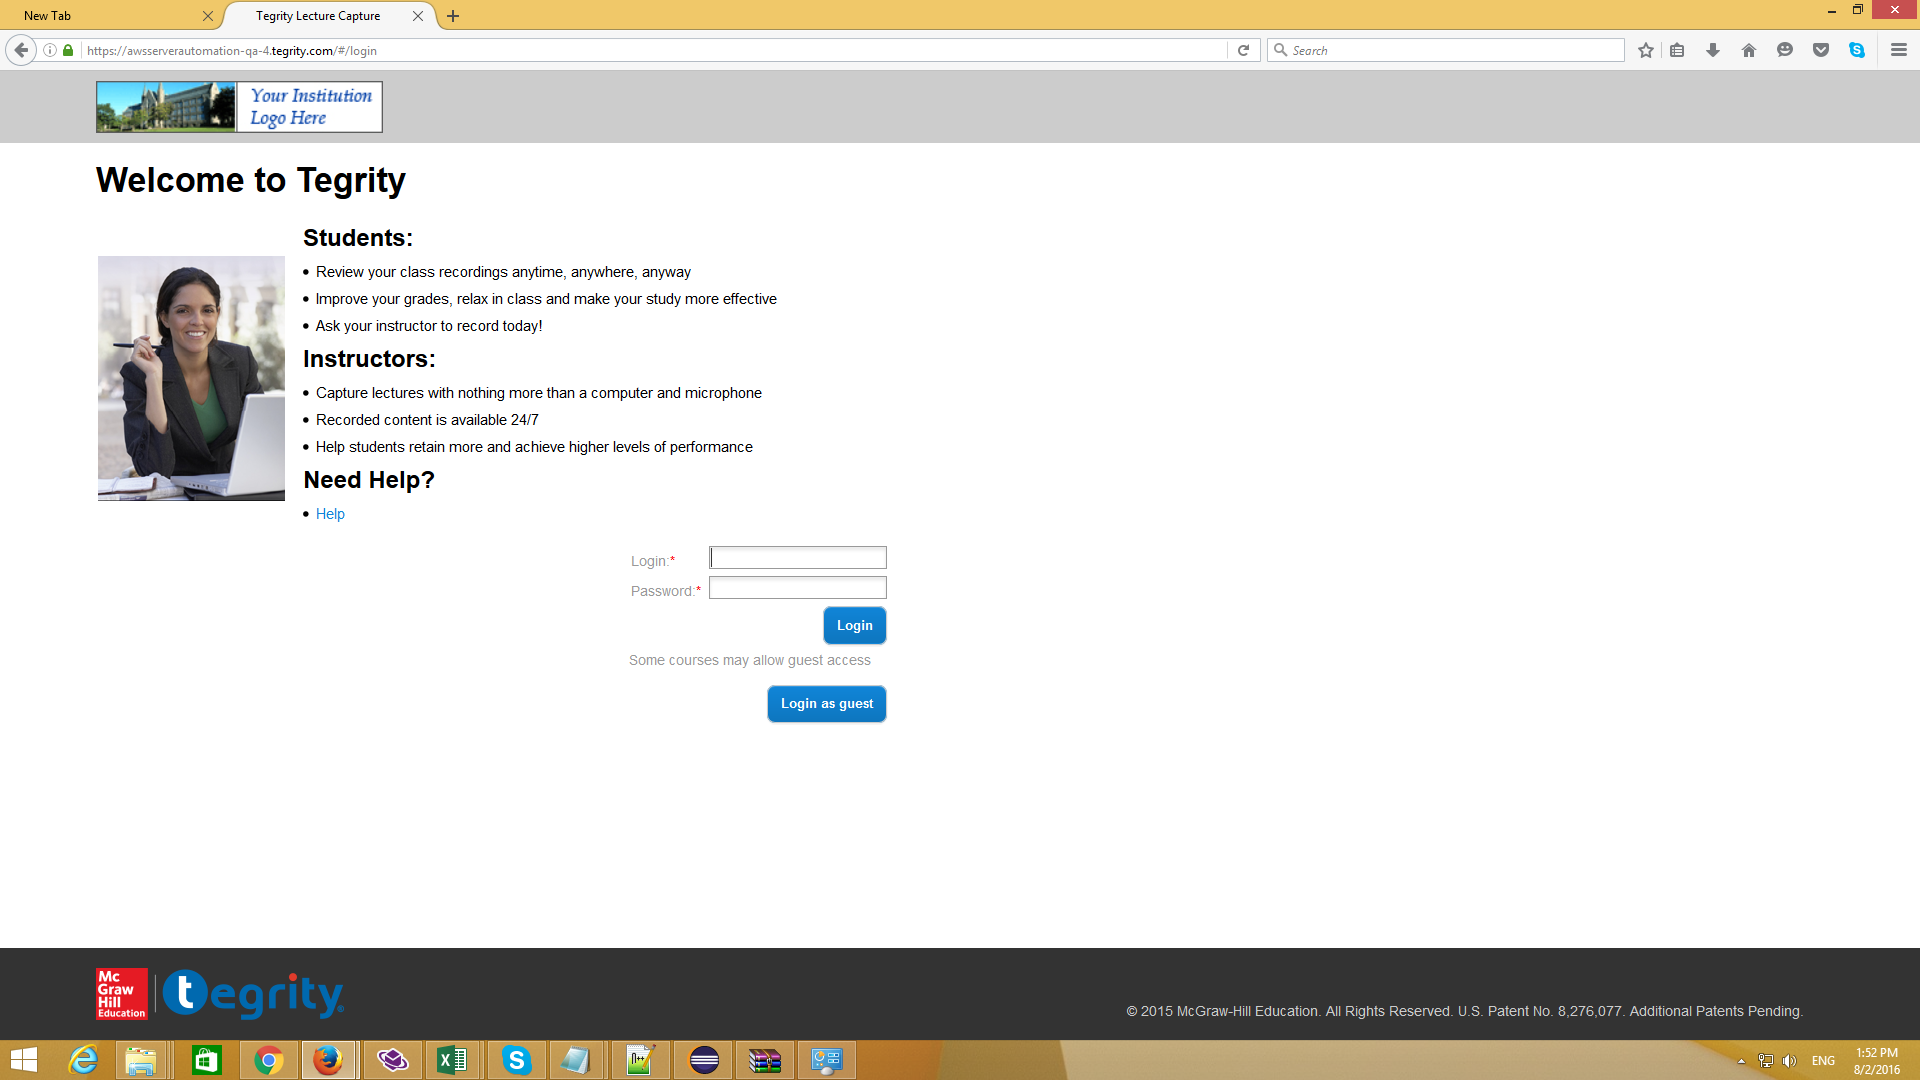 New Tab
Tegrity Lecture Capture
https://awsserverautomation-qa-4.tegrity.com/#/login
Search
Your Institution
Logo Here
Welcome to Tegrity
Students:
Review your class recordings anytime, anywhere, anyway
Improve your grades, relax in class and make your study more effective
Ask your instructor to record today!
Instructors:
Capture lectures with nothing more than a computer and microphone
Recorded content is available 24/7
Help students retain more and achieve higher levels of performance
Need Help?
Help
Login:*
Password:*
Login
Some courses may allow guest access
Login as guest
Mc
Graw
Hill
Education
tegrity
© 2015 McGraw-Hill Education. All Rights Reserved. U.S. Patent No. 8,276,077. Additional Patents Pending.
ENG
1:52 PM
8/2/2016